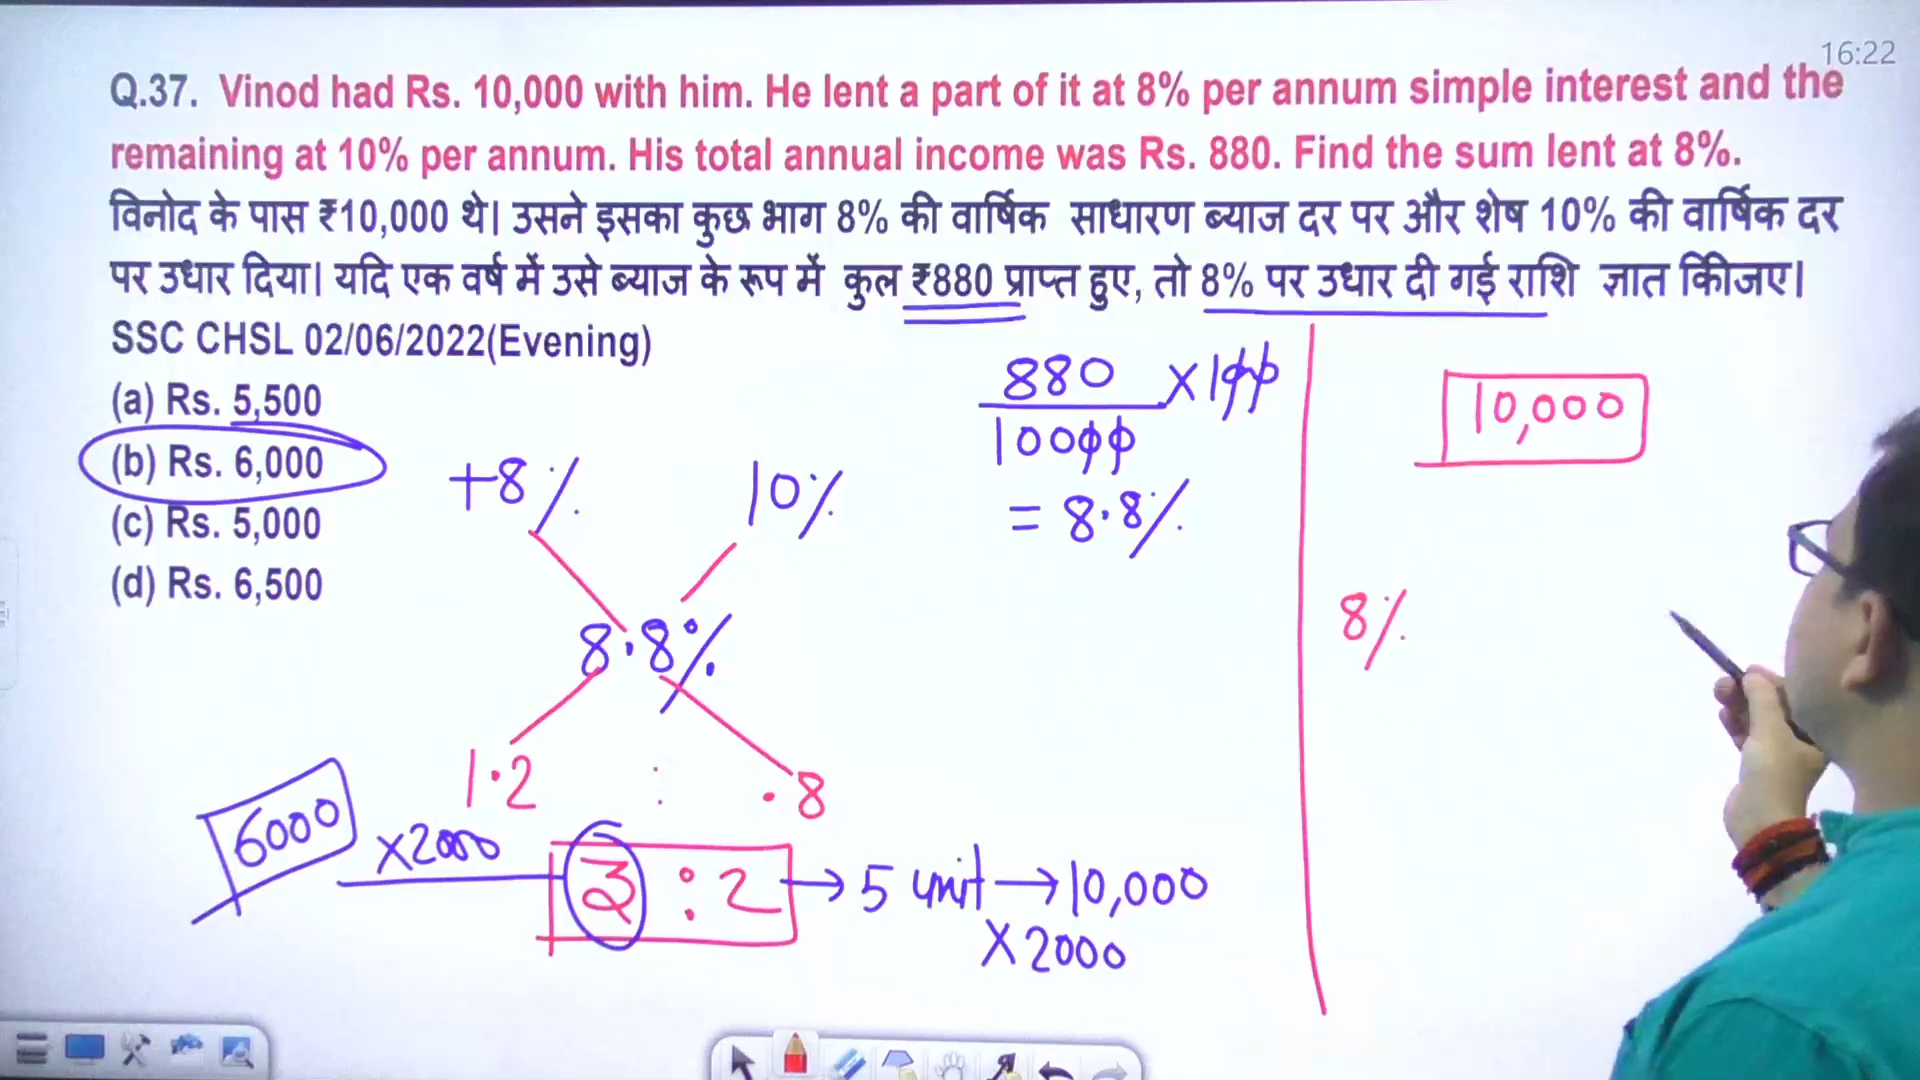 16:22
Q.37. Vinod had Rs. 10,000 with him. He lent a part of it at 8% per annum simple interest and the
remaining at 10% per annum. His total annual income was Rs. 880. Find the sum lent at 8%.
विनोद के पास ₹10,000 थे। उसने इसका कुछ भाग 8% की वार्षिक साधारण ब्याज दर पर और शेष 10% की वार्षिक दर
पर उधार दिया। यदि एक वर्ष में उसे ब्याज के रूप में कुल ₹880 प्राप्त हुए, तो 8% पर उधार दी गई राशि ज्ञात कीिजए।
SSC CHSL 02/06/2022(Evening)
(a) Rs. 5,500
(b) Rs. 6,000
(c) Rs. 5,000
(d) Rs. 6,500
880 X100
10000
= 8.8%
+8% 10%
8.8%
1.2 : .8
6000 X2000 3 : 2 → 5 unit → 10,000
X2000
10,000
8%